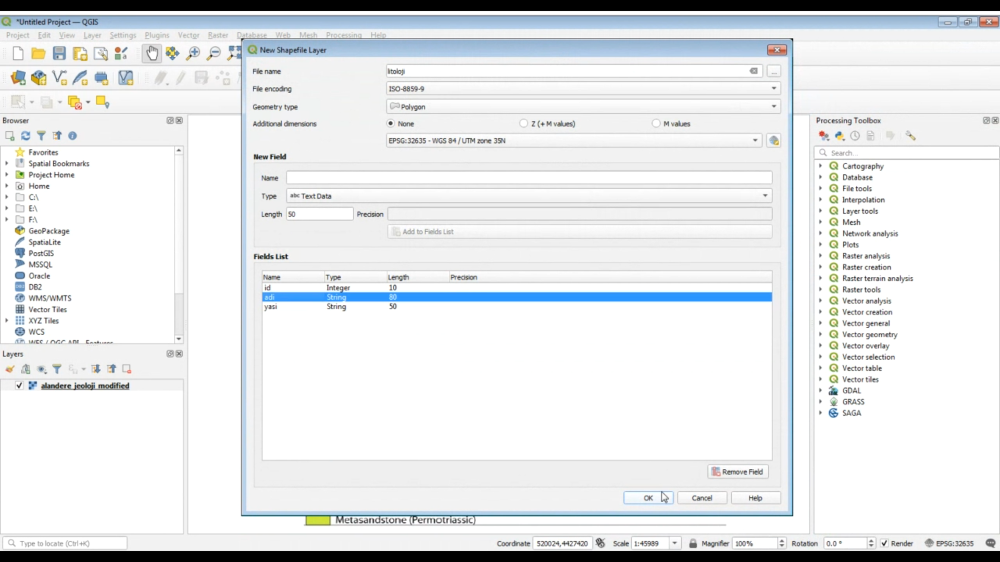 *Untitled Project — QGIS
Project Edit View Layer Settings Plugins Vector Raster Database Web Mesh Processing Help
New Shapefile Layer
File name litoloji ...
File encoding ISO-8859-9
Geometry type Polygon
Additional dimensions None Z (+ M values) M values
EPSG:32635 - WGS 84 / UTM zone 35N
New Field
Name
Type abc Text Data
Length 50 Precision
Add to Fields List
Fields List
Name Type Length Precision
id Integer 10
adi String 80
yasi String 50
Remove Field
OK Cancel Help
Browser
Favorites
Spatial Bookmarks
Project Home
Home
C:\
E:\
F:\
GeoPackage
SpatiaLite
PostGIS
MSSQL
Oracle
DB2
WMS/WMTS
Vector Tiles
XYZ Tiles
WCS
WFS / OGC API - Features
Layers
alandere_jeoloji_modified
Processing Toolbox
Search...
Cartography
Database
File tools
Interpolation
Layer tools
Mesh
Network analysis
Plots
Raster analysis
Raster creation
Raster terrain analysis
Raster tools
Vector analysis
Vector creation
Vector general
Vector geometry
Vector overlay
Vector selection
Vector table
Vector tiles
GDAL
GRASS
SAGA
Metasandstone (Permotriassic)
Type to locate (Ctrl+K) Coordinate 520024,4427420 Scale 1:45989 Magnifier 100% Rotation 0.0 ° Render EPSG:32635